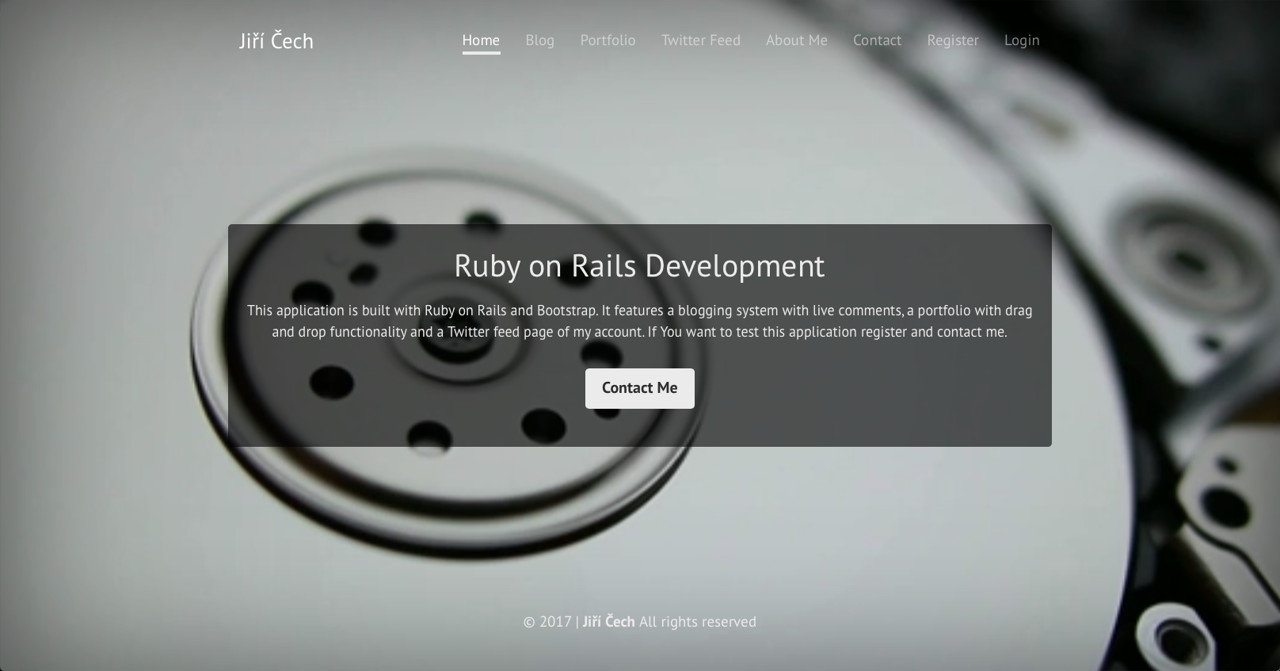 Jiří Čech
Home Blog Portfolio Twitter Feed About Me Contact Register Login
Ruby on Rails Development
This application is built with Ruby on Rails and Bootstrap. It features a blogging system with live comments, a portfolio with drag
and drop functionality and a Twitter feed page of my account. If You want to test this application register and contact me.
Contact Me
© 2017 | Jiří Čech All rights reserved